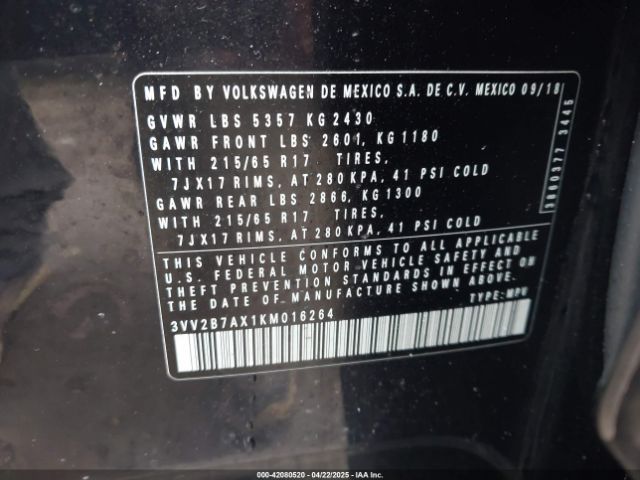 MFD BY VOLKSWAGEN DE MEXICO S.A. DE C.V. MEXICO 09/18
GVWR LBS 5357 KG 2430
GAWR FRONT LBS 2601, KG 1180
WITH 215/65 R17 TIRES,
7JX17 RIMS, AT 280 KPA, 41 PSI COLD
GAWR REAR LBS 2866, KG 1300
WITH 215/65 R17 TIRES,
7JX17 RIMS, AT 280 KPA, 41 PSI COLD
THIS VEHICLE CONFORMS TO ALL APPLICABLE
U.S. FEDERAL MOTOR VEHICLE SAFETY AND
THEFT PREVENTION STANDARDS IN EFFECT ON
THE DATE OF MANUFACTURE SHOWN ABOVE.
3VV2B7AX1KM016264 TYPE: MPV
3860377 3445
000-42080520 - 04/22/2025 - IAAI.CA